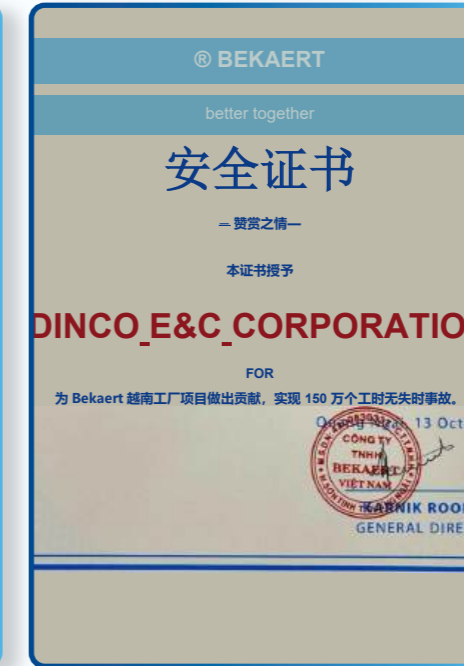 ® BEKAERT
better together
安全证书
— 赞赏之情—
本证书授予
DINCO E&C CORPORATIO
FOR
为 Bekaert 越南工厂项目做出贡献，实现 150 万个工时无失时事故。
13 Oct
CÔNG TY
TNHH
BEKAERT
VIỆT NAM
KARNIK ROO
GENERAL DIRE